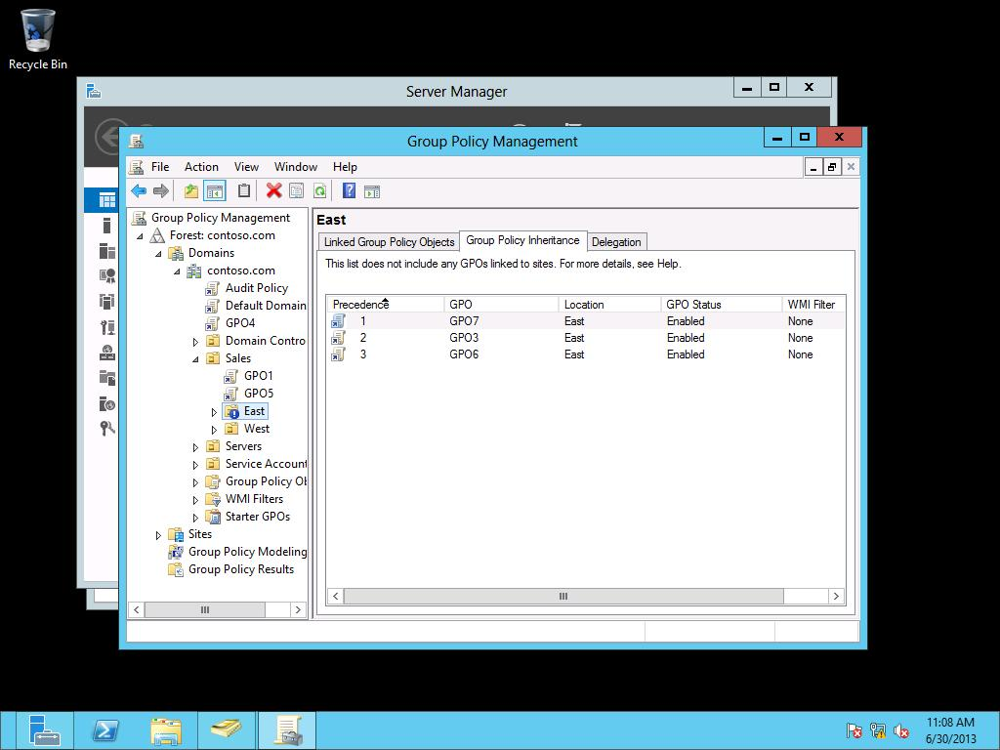 Recycle Bin
Server Manager
Group Policy Management
File Action View Window Help
Group Policy Management
Forest: contoso.com
Domains
contoso.com
Audit Policy
Default Domain
GPO4
Domain Contro
Sales
GPO1
GPO5
East
West
Servers
Service Account
Group Policy Ob
WMI Filters
Starter GPOs
Sites
Group Policy Modeling
Group Policy Results
East
Linked Group Policy Objects Group Policy Inheritance Delegation
This list does not include any GPOs linked to sites. For more details, see Help.
Precedence GPO Location GPO Status WMI Filter
1 GPO7 East Enabled None
2 GPO3 East Enabled None
3 GPO6 East Enabled None
11:08 AM
6/30/2013